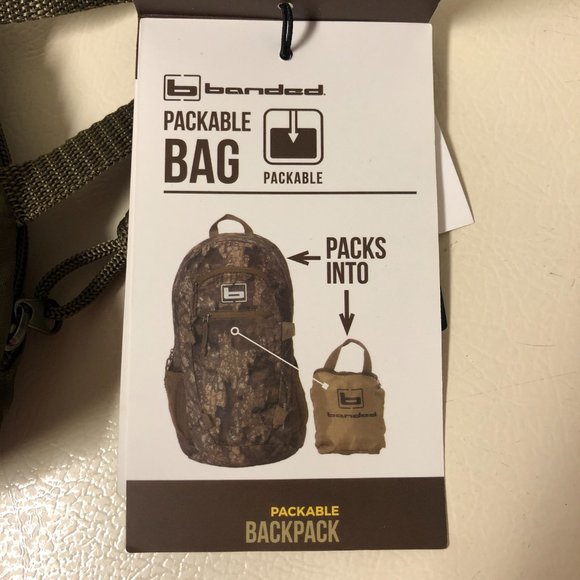 b banded
PACKABLE
BAG
PACKABLE
PACKS
INTO
b
b
banded
PACKABLE
BACKPACK